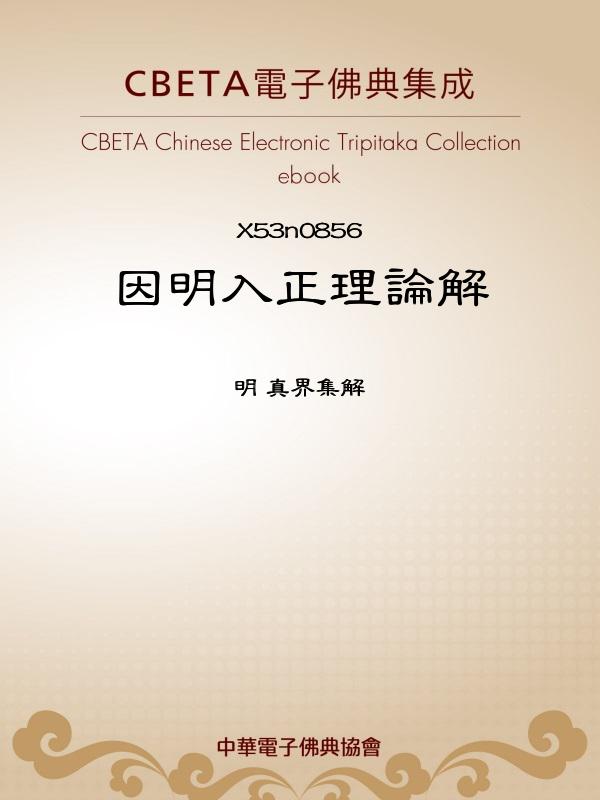 CBETA電子佛典集成
CBETA Chinese Electronic Tripitaka Collection
ebook
X53n0856
因明入正理論解
明 真界集解
中華電子佛典協會